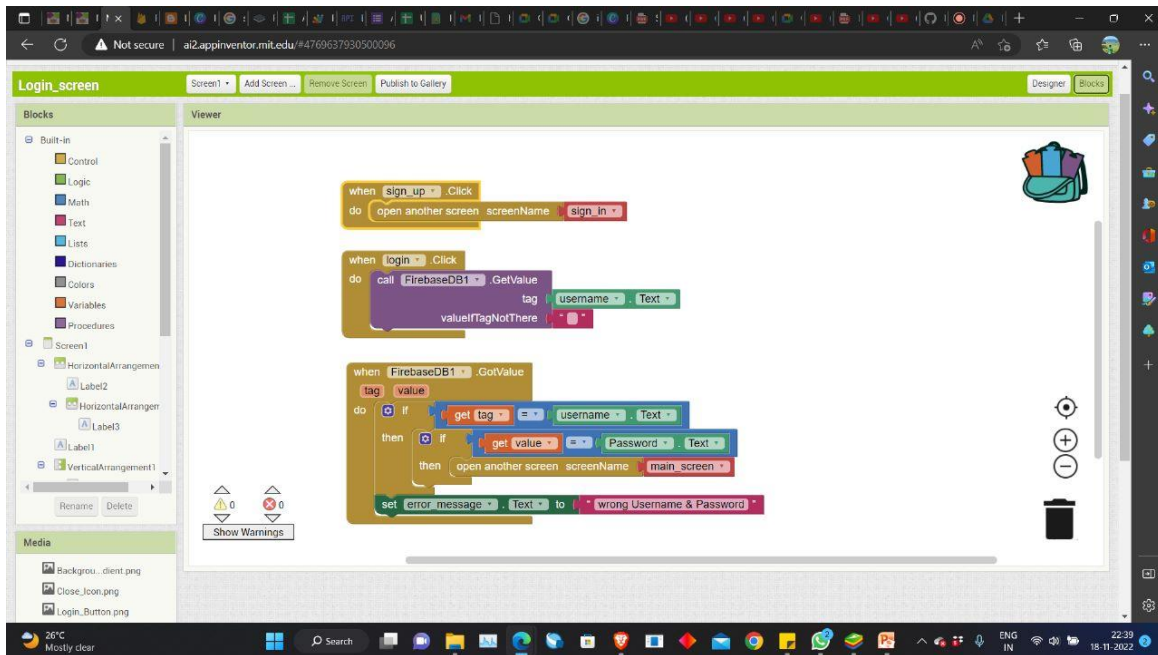 Not secure
ai2.appinventor.mit.edu/#4769637930500096
Login_screen
Screen1
Add Screen ...
Remove Screen
Publish to Gallery
Designer
Blocks
Blocks
Viewer
Built-in
Control
Logic
Math
Text
Lists
Dictionaries
Colors
Variables
Procedures
Screen1
HorizontalArrangemen
Label2
HorizontalArrangem
Label3
Label1
VerticalArrangement1
Rename
Delete
Media
Backgrou...dient.png
Close_Icon.png
Login_Button.png
when sign_up .Click
do open another screen screenName sign_in
when login .Click
do call FirebaseDB1 .GetValue
tag username . Text
valueIfTagNotThere " "
when FirebaseDB1 .GotValue
tag value
do if get tag = username . Text
then if get value = Password . Text
then open another screen screenName main_screen
set error_message . Text to " wrong Username & Password "
0 0
Show Warnings
26°C
Mostly clear
Search
ENG
IN
22:39
18-11-2022